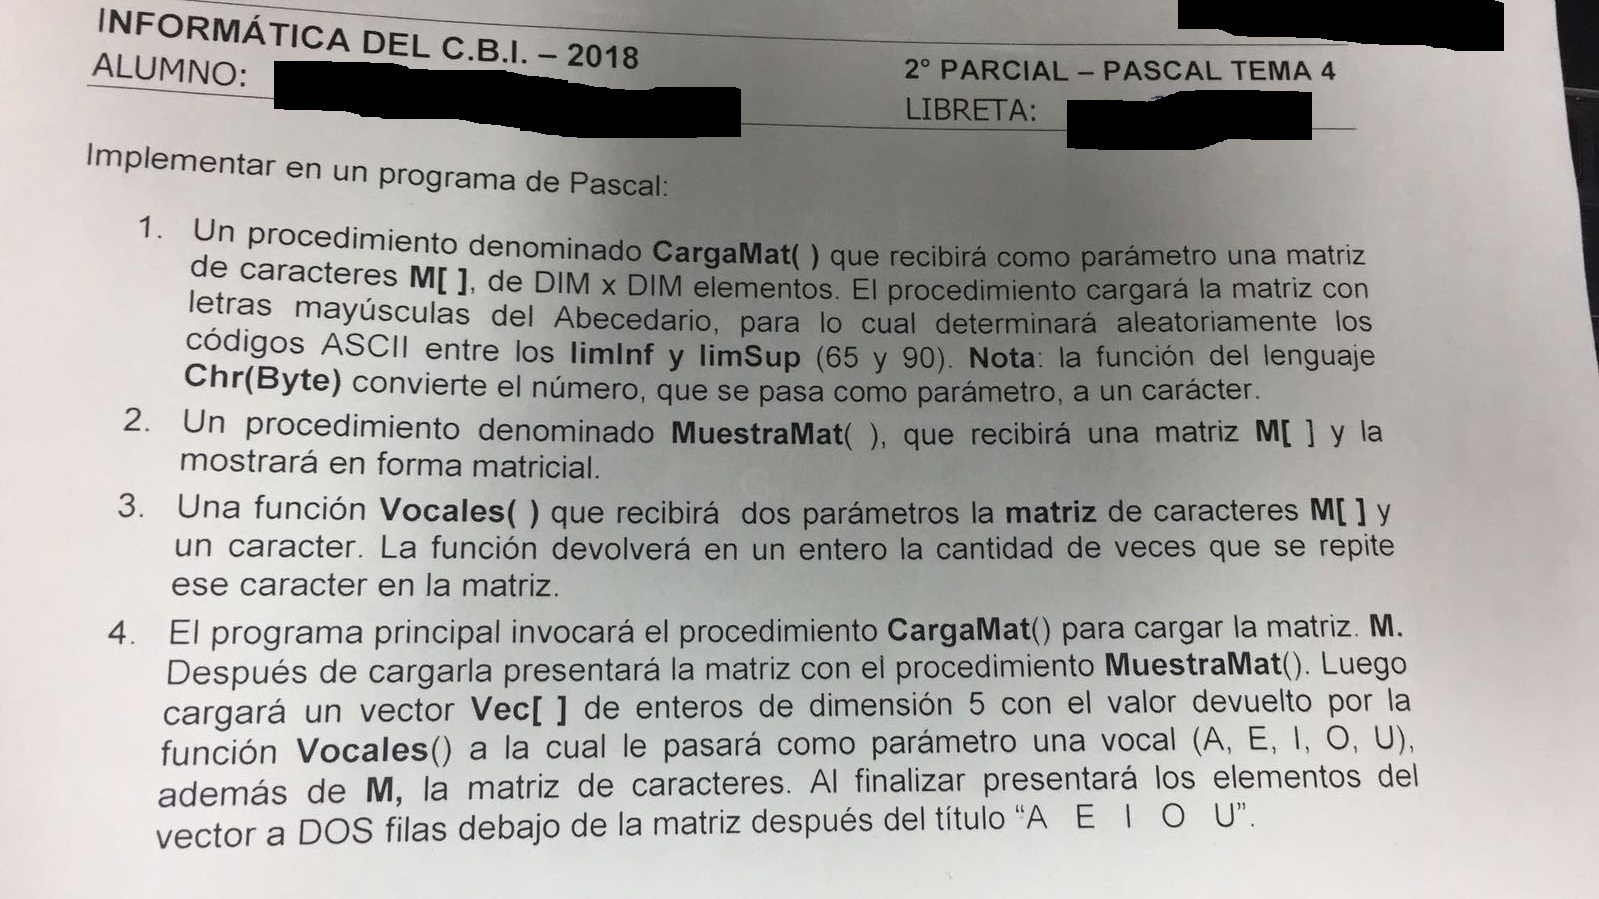 INFORMÁTICA DEL C.B.I. – 2018
2° PARCIAL – PASCAL TEMA 4
ALUMNO:
LIBRETA:
Implementar en un programa de Pascal:
1. Un procedimiento denominado CargaMat( ) que recibirá como parámetro una matriz
de caracteres M[ ], de DIM x DIM elementos. El procedimiento cargará la matriz con
letras mayúsculas del Abecedario, para lo cual determinará aleatoriamente los
códigos ASCII entre los limInf y limSup (65 y 90). Nota: la función del lenguaje
Chr(Byte) convierte el número, que se pasa como parámetro, a un carácter.
2. Un procedimiento denominado MuestraMat( ), que recibirá una matriz M[ ] y la
mostrará en forma matricial.
3. Una función Vocales( ) que recibirá dos parámetros la matriz de caracteres M[ ] y
un caracter. La función devolverá en un entero la cantidad de veces que se repite
ese caracter en la matriz.
4. El programa principal invocará el procedimiento CargaMat() para cargar la matriz. M.
Después de cargarla presentará la matriz con el procedimiento MuestraMat(). Luego
cargará un vector Vec[ ] de enteros de dimensión 5 con el valor devuelto por la
función Vocales() a la cual le pasará como parámetro una vocal (A, E, I, O, U),
además de M, la matriz de caracteres. Al finalizar presentará los elementos del
vector a DOS filas debajo de la matriz después del título “A E I O U”.